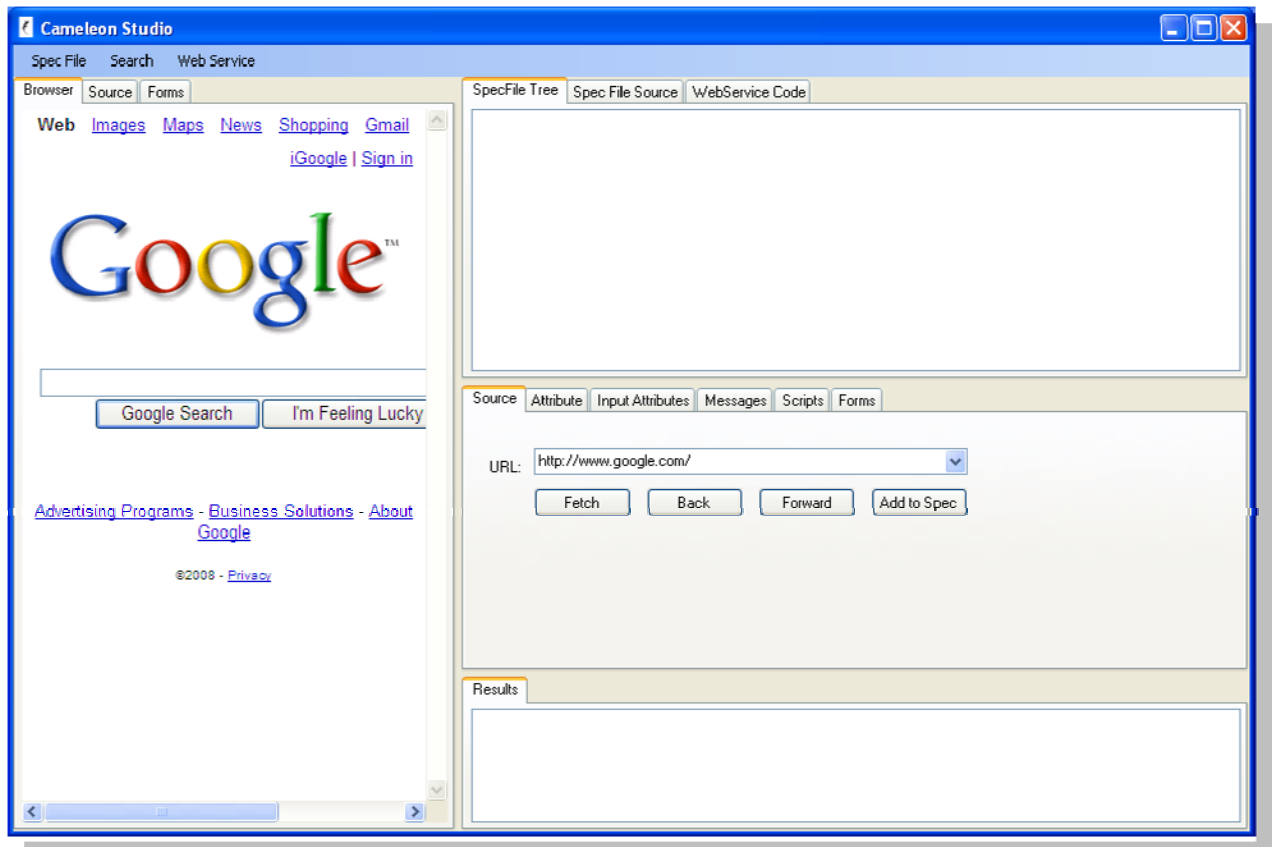 Cameleon Studio
Spec File Search Web Service
Browser Source Forms
Web Images Maps News Shopping Gmail
iGoogle | Sign in
Google™
Google Search I'm Feeling Lucky
Advertising Programs - Business Solutions - About
Google
©2008 - Privacy
SpecFile Tree Spec File Source WebService Code
Source Attribute Input Attributes Messages Scripts Forms
URL: http://www.google.com/
Fetch Back Forward Add to Spec
Results